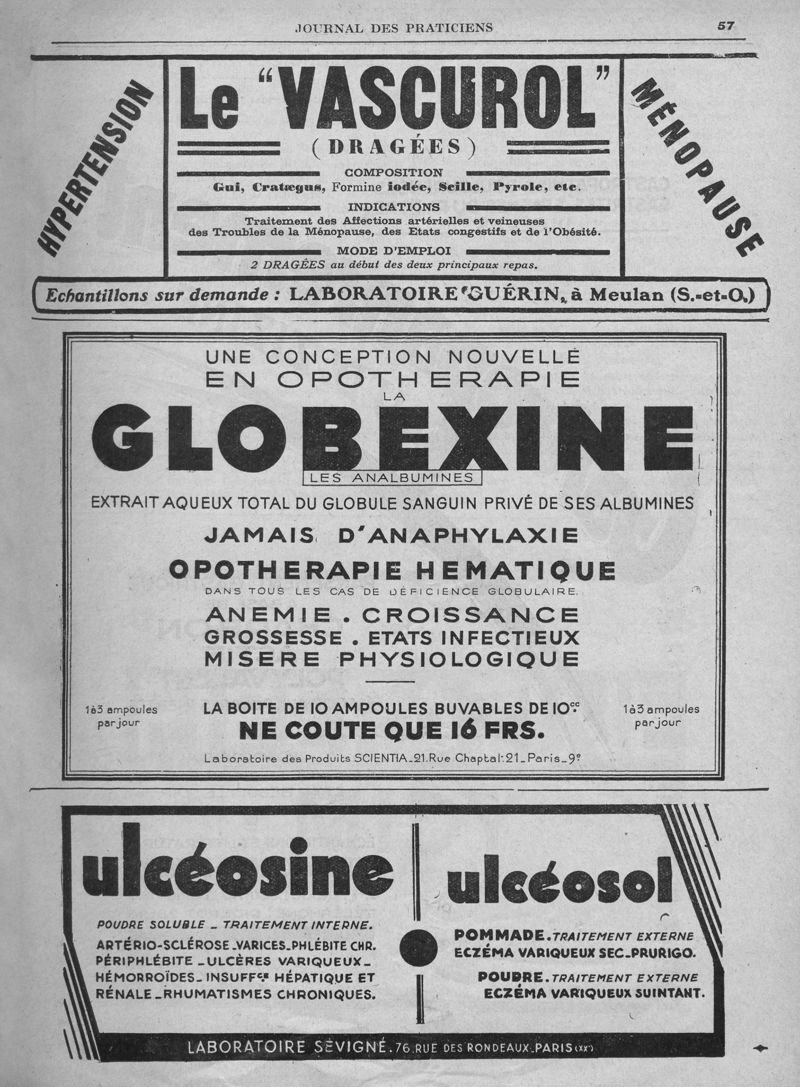 JOURNAL DES PRATICIENS
57
HYPERTENSION
Le "VASCUROL"
(DRAGÉES)
COMPOSITION
Gui, Cratægus, Formine iodée, Scille, Pyrole, etc.
INDICATIONS
Traitement des Affections artérielles et veineuses
des Troubles de la Ménopause, des Etats congestifs et de l'Obésité.
MODE D'EMPLOI
2 DRAGÉES au début des deux principaux repas.
MÉNOPAUSE
Echantillons sur demande : LABORATOIRE GUÉRIN, à Meulan (S.-et-O.)
UNE CONCEPTION NOUVELLE
EN OPOTHERAPIE
LA
GLOBEXINE
LES ANALBUMINES
EXTRAIT AQUEUX TOTAL DU GLOBULE SANGUIN PRIVÉ DE SES ALBUMINES
JAMAIS D'ANAPHYLAXIE
OPOTHERAPIE HEMATIQUE
DANS TOUS LES CAS DE DÉFICIENCE GLOBULAIRE.
ANEMIE . CROISSANCE
GROSSESSE . ETATS INFECTIEUX
MISERE PHYSIOLOGIQUE
1à3 ampoules
par jour
LA BOITE DE 10 AMPOULES BUVABLES DE 10cc
NE COUTE QUE 16 FRS.
1à3 ampoules
par jour
Laboratoire des Produits SCIENTIA_21.Rue Chaptal-21_Paris_9e
ulcéosine
POUDRE SOLUBLE _ TRAITEMENT INTERNE.
ARTÉRIO-SCLÉROSE_VARICES_PHLÉBITE CHR.
PÉRIPHLÉBITE _ULCÈRES VARIQUEUX_
HÉMORROÏDES_INSUFFce HÉPATIQUE ET
RÉNALE_RHUMATISMES CHRONIQUES.
ulcéosol
POMMADE.TRAITEMENT EXTERNE
ECZÉMA VARIQUEUX SEC_PRURIGO.
POUDRE.TRAITEMENT EXTERNE
ECZÉMA VARIQUEUX SUINTANT.
LABORATOIRE SÉVIGNÉ.76.RUE DES RONDEAUX_PARIS (XXe)